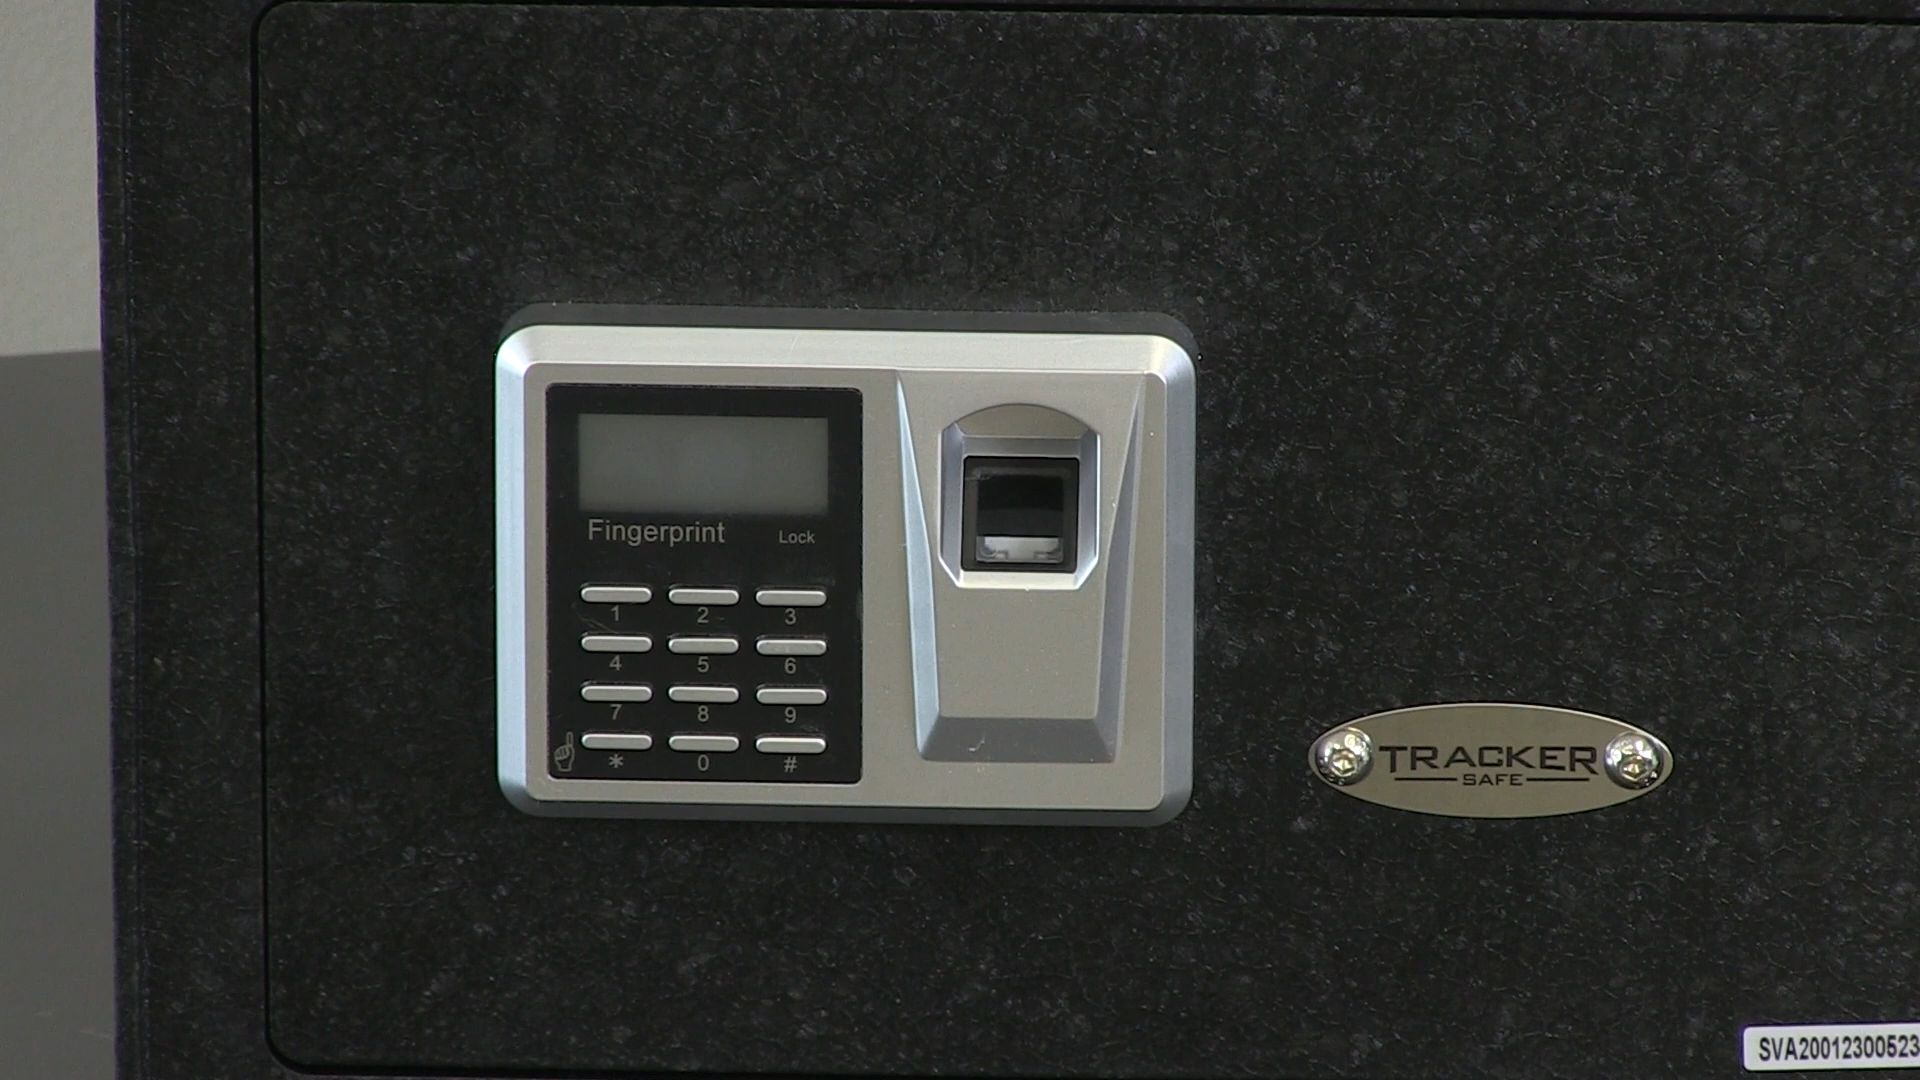 Fingerprint Lock
1 2 3
4 5 6
7 8 9
* 0 #
TRACKER
SAFE
SVA20012300523